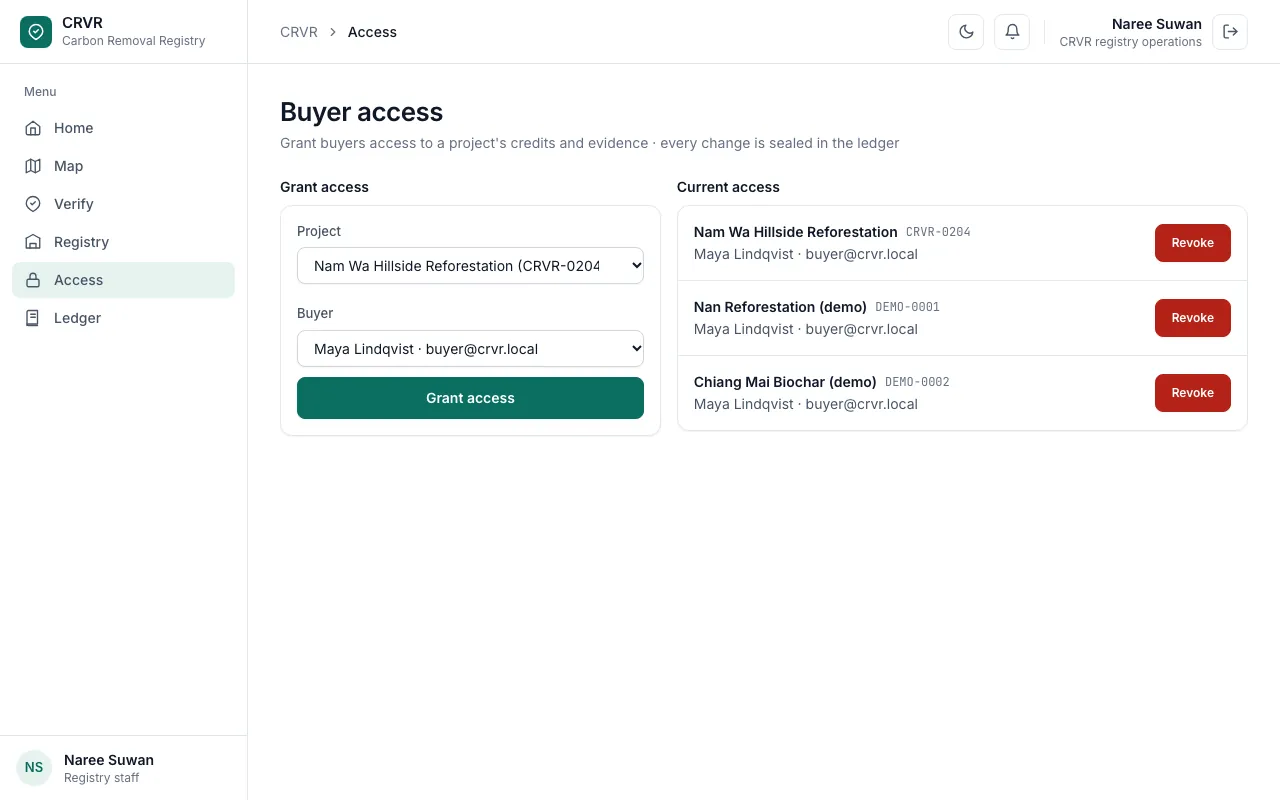 CRVR
Carbon Removal Registry
CRVR > Access
Naree Suwan
CRVR registry operations
Menu
Home
Map
Verify
Registry
Access
Ledger
Buyer access
Grant buyers access to a project's credits and evidence · every change is sealed in the ledger
Grant access
Project
Nam Wa Hillside Reforestation (CRVR-0204
Buyer
Maya Lindqvist · buyer@crvr.local
Grant access
Current access
Nam Wa Hillside Reforestation CRVR-0204
Maya Lindqvist · buyer@crvr.local
Revoke
Nan Reforestation (demo) DEMO-0001
Maya Lindqvist · buyer@crvr.local
Revoke
Chiang Mai Biochar (demo) DEMO-0002
Maya Lindqvist · buyer@crvr.local
Revoke
NS
Naree Suwan
Registry staff